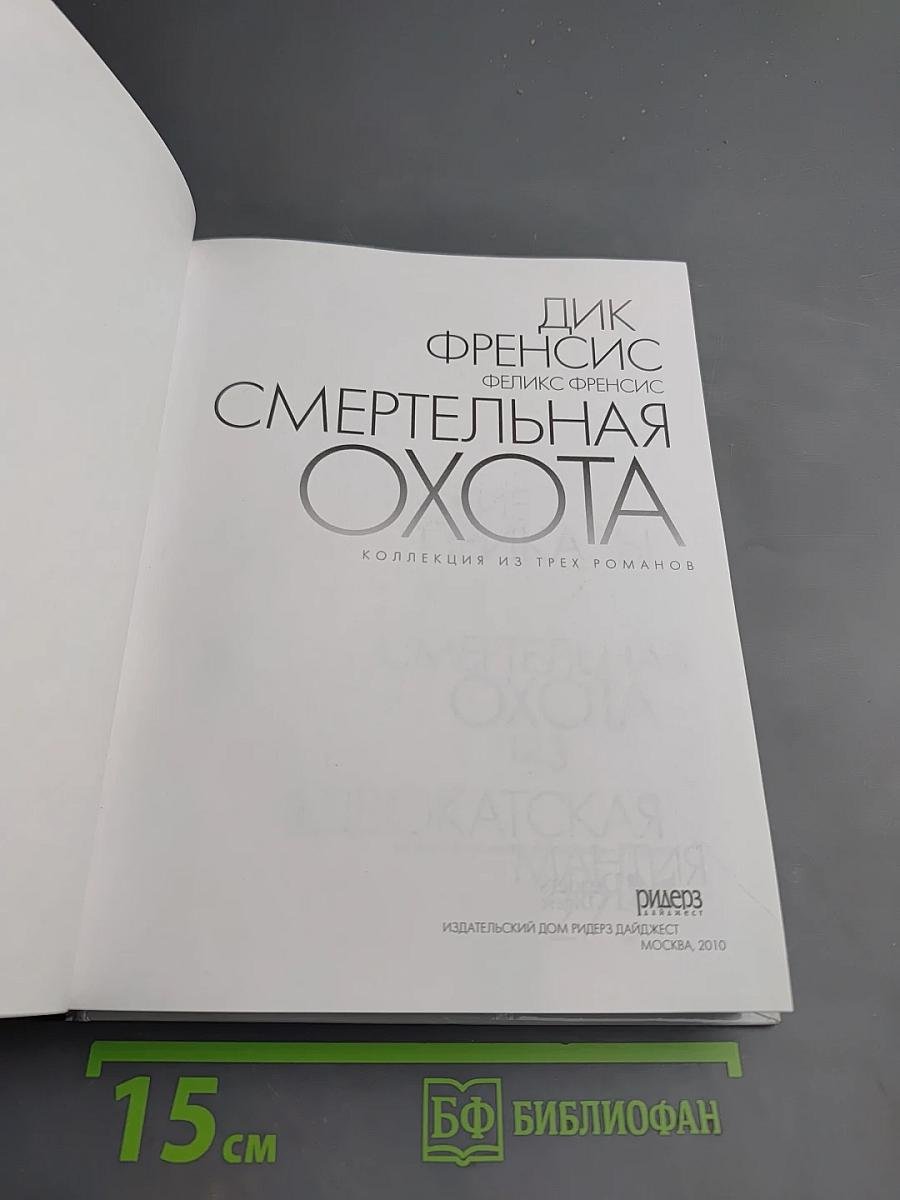 ДИК
ФРЕНСИС
ФЕЛИКС ФРЕНСИС
СМЕРТЕЛЬНАЯ
ОХОТА
КОЛЛЕКЦИЯ ИЗ ТРЕХ РОМАНОВ
ридерз
дайджест
ИЗДАТЕЛЬСКИЙ ДОМ РИДЕРЗ ДАЙДЖЕСТ
МОСКВА, 2010
15 см
БФ БИБЛИОФАН